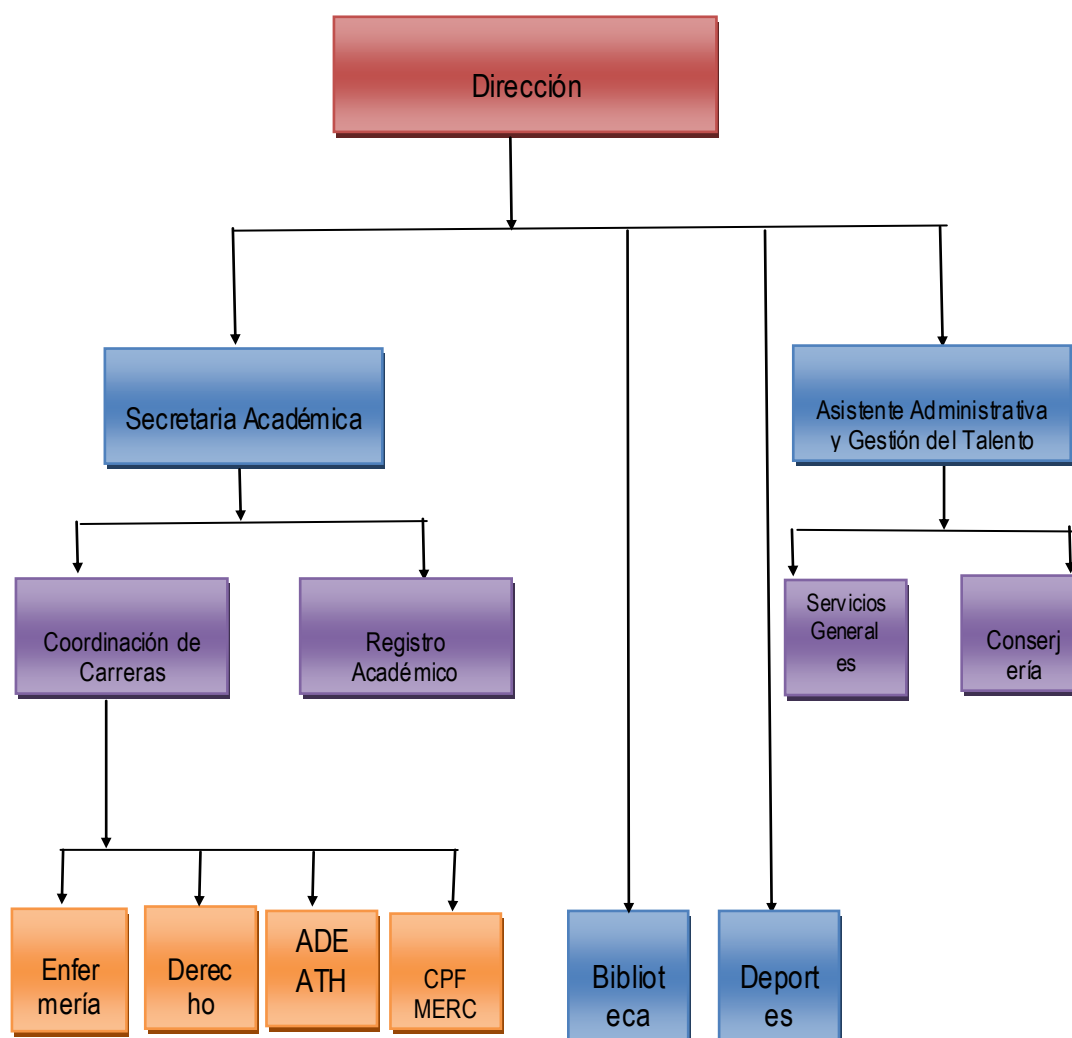 Dirección
Secretaria Académica
Asistente Administrativa
y Gestión del Talento
Coordinación de
Carreras
Registro
Académico
Servicios
General
es
Conserj
ería
Enfer
mería
Derec
ho
ADE
ATH
CPF
MERC
Bibliot
eca
Deport
es